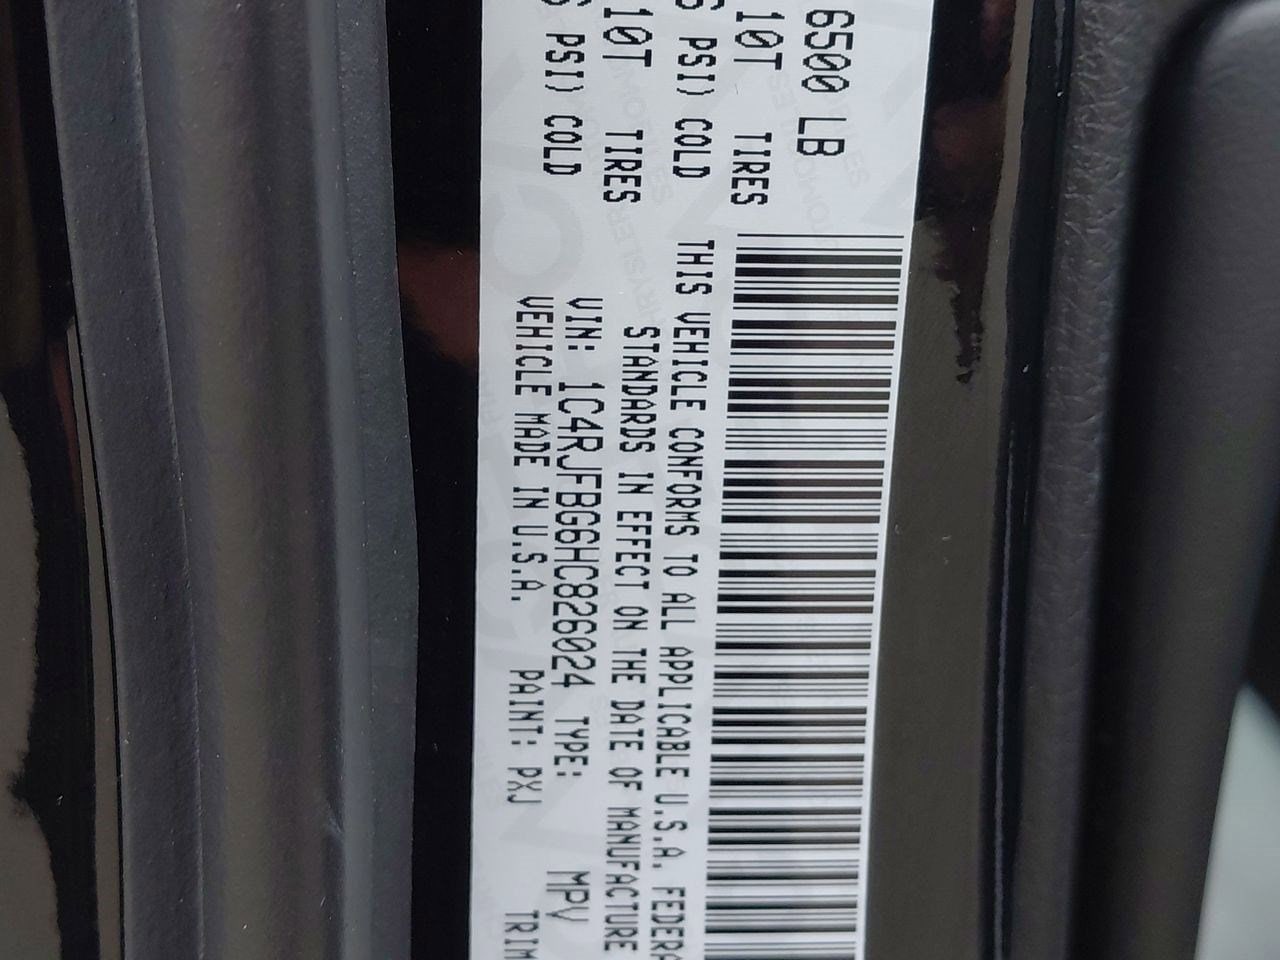 6500 LB
10T TIRES
PSI) COLD
10T TIRES
PSI) COLD
THIS VEHICLE CONFORMS TO ALL APPLICABLE U.S.A. FEDERA
STANDARDS IN EFFECT ON THE DATE OF MANUFACTURE
VIN: 1C4RJFBG6HC826024 TYPE: MPV
VEHICLE MADE IN U.S.A. PAINT: PXJ TRIM